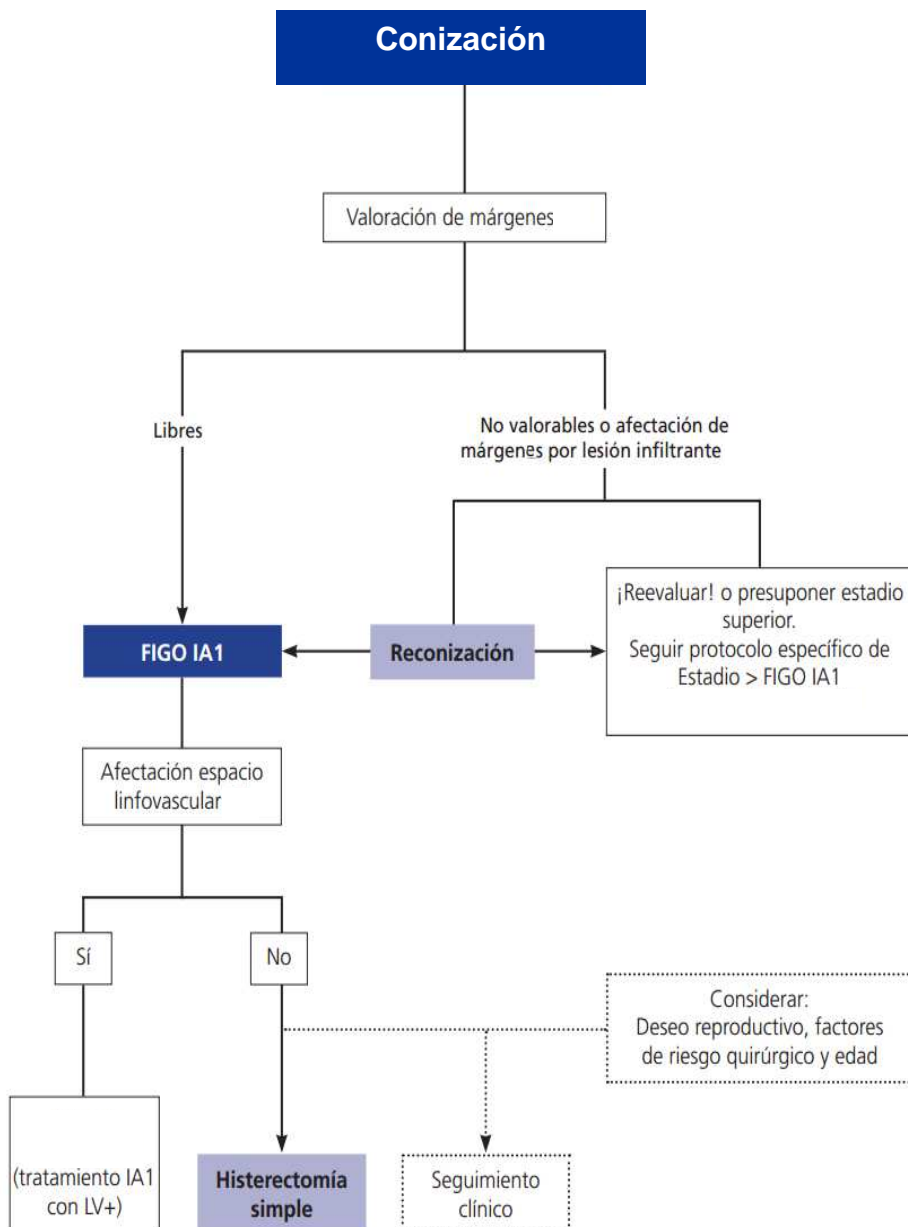 Conización
Valoración de márgenes
Libres
No valorables o afectación de
márgenes por lesión infiltrante
¡Reevaluar! o presuponer estadio
superior.
Seguir protocolo específico de
Estadio > FIGO IA1
FIGO IA1
Reconización
Afectación espacio
linfovascular
Sí
No
Considerar:
Deseo reproductivo, factores
de riesgo quirúrgico y edad
(tratamiento IA1
con LV+)
Histerectomía
simple
Seguimiento
clínico